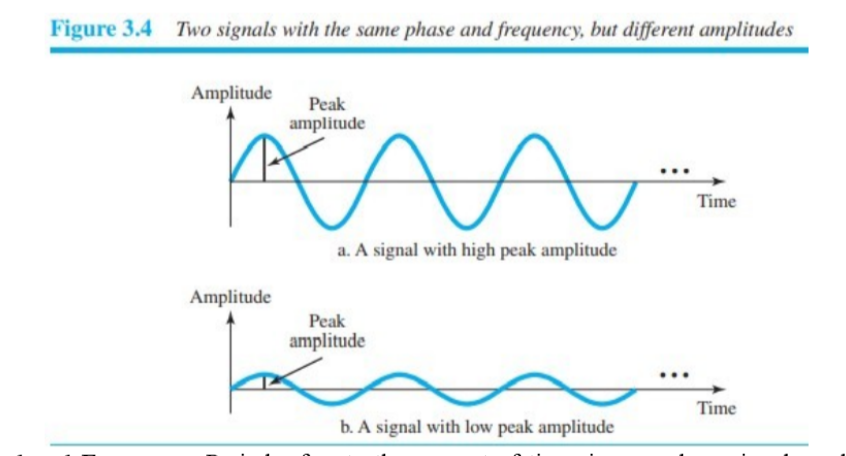 Figure 3.4 Two signals with the same phase and frequency, but different amplitudes
Amplitude
Peak
amplitude
•••
Time
a. A signal with high peak amplitude
Amplitude
Peak
amplitude
•••
Time
b. A signal with low peak amplitude